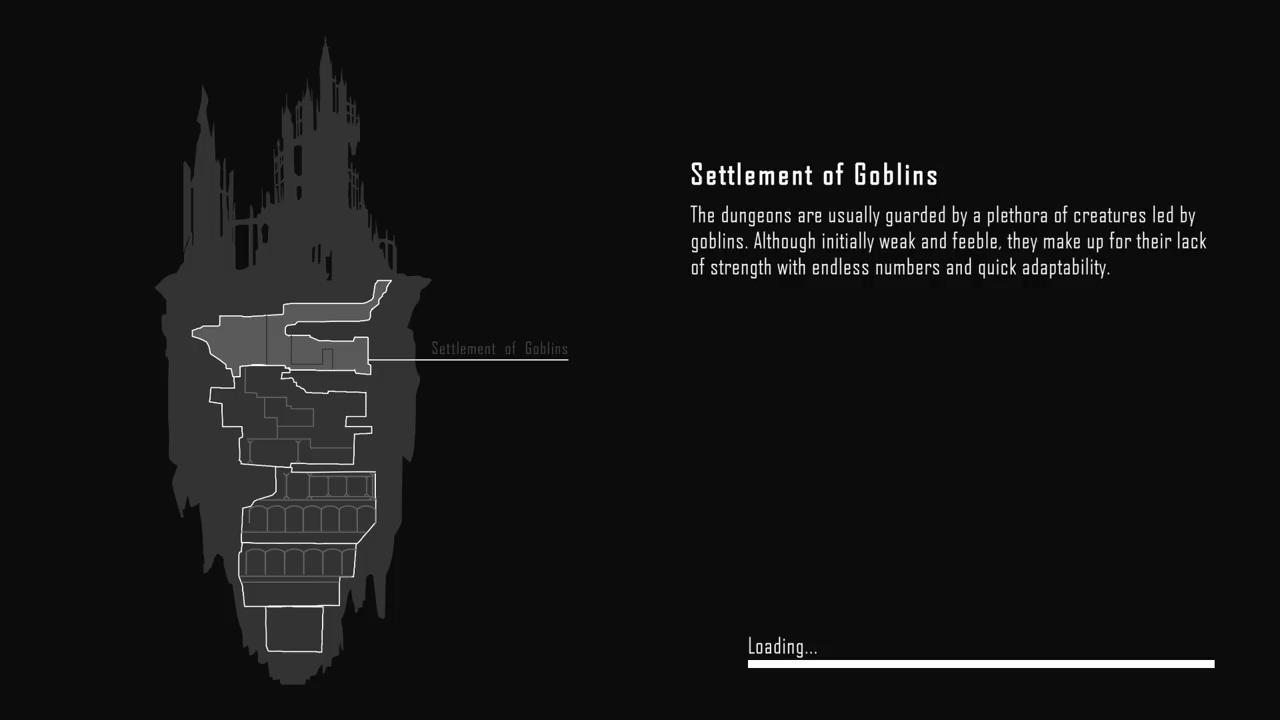 Settlement of Goblins
The dungeons are usually guarded by a plethora of creatures led by
goblins. Although initially weak and feeble, they make up for their lack
of strength with endless numbers and quick adaptability.
Settlement of Goblins
Loading...